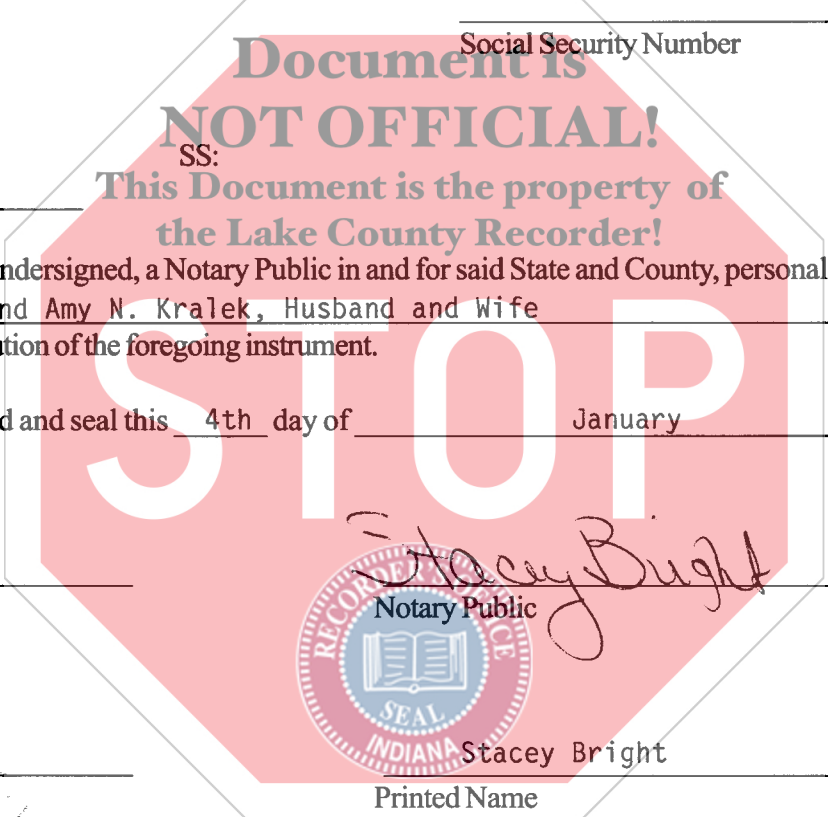 Social Security Number
Document is
NOT OFFICIAL!
SS:
This Document is the property of
the Lake County Recorder!
ndersigned, a Notary Public in and for said State and County, personal
nd Amy N. Kralek, Husband and Wife
tion of the foregoing instrument.
STOP
d and seal this 4th day of January
Stacey Bright
Notary Public
RECORDER'S OFFICE
SEAL
INDIANA
Stacey Bright
Printed Name